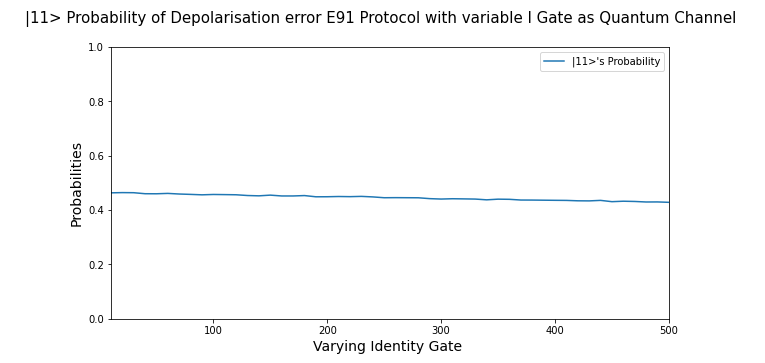 |11> Probability of Depolarisation error E91 Protocol with variable I Gate as Quantum Channel
1.0
|11>'s Probability
0.8
0.6
Probabilities
0.4
0.2
0.0
100 200 300 400 500
Varying Identity Gate